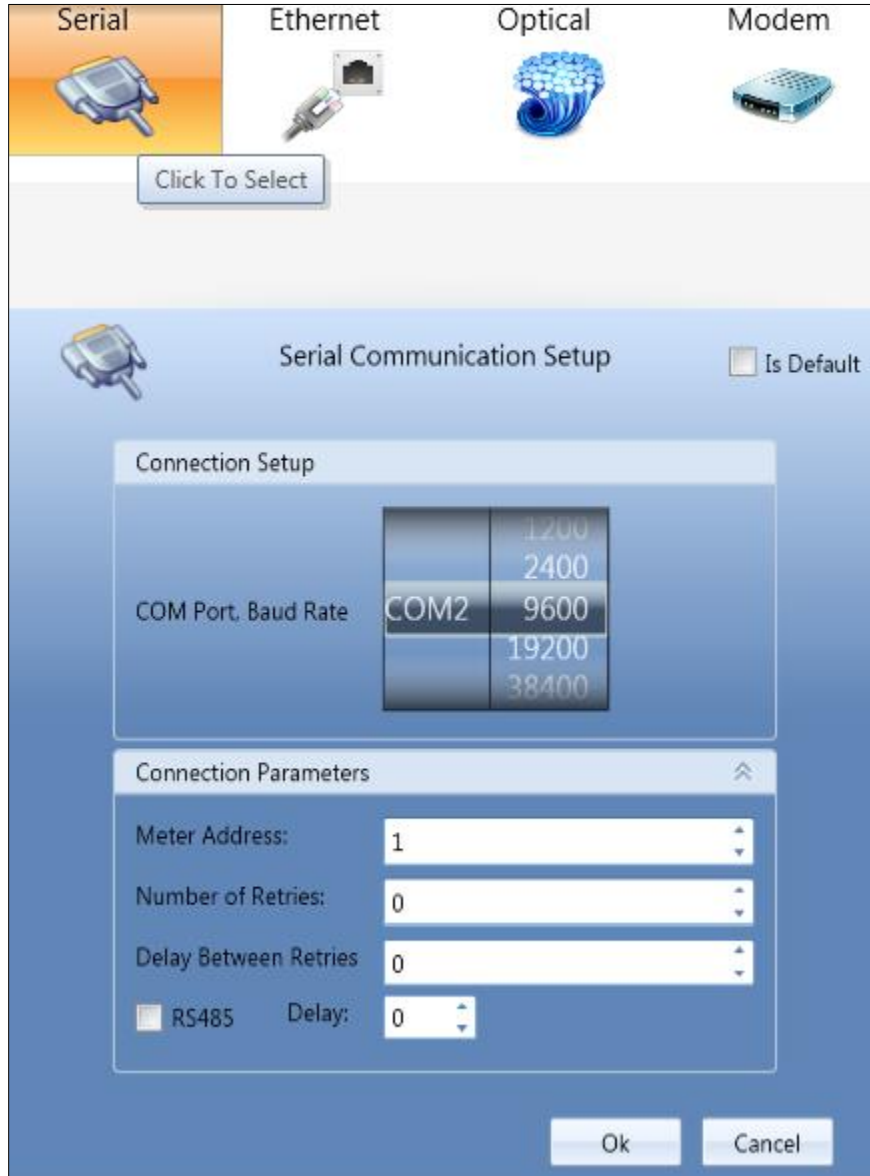 Serial Ethernet Optical Modem
Click To Select
Serial Communication Setup Is Default
Connection Setup
1200
2400
COM Port, Baud Rate COM2 9600
19200
38400
Connection Parameters
Meter Address: 1
Number of Retries: 0
Delay Between Retries 0
RS485 Delay: 0
Ok Cancel